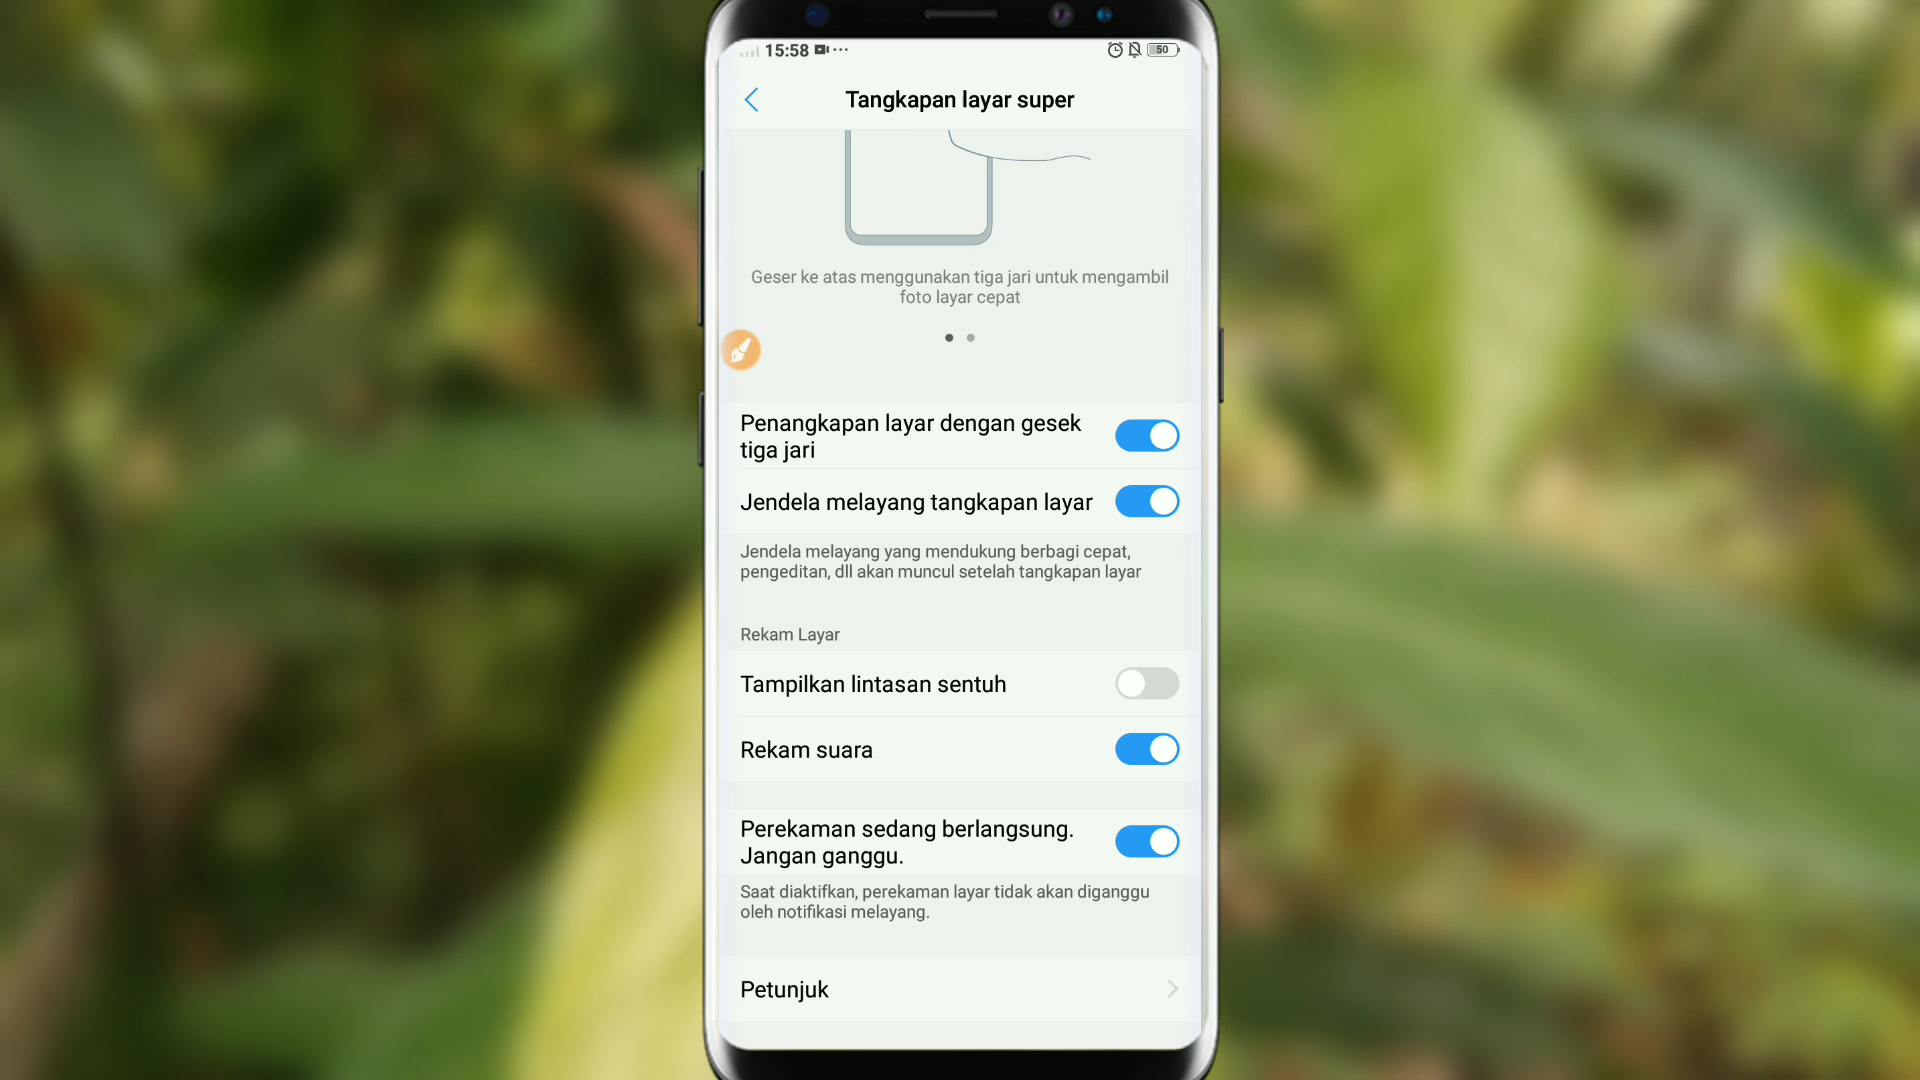 15:58
50
Tangkapan layar super
Geser ke atas menggunakan tiga jari untuk mengambil
foto layar cepat
Penangkapan layar dengan gesek
tiga jari
Jendela melayang tangkapan layar
Jendela melayang yang mendukung berbagi cepat,
pengeditan, dll akan muncul setelah tangkapan layar
Rekam Layar
Tampilkan lintasan sentuh
Rekam suara
Perekaman sedang berlangsung.
Jangan ganggu.
Saat diaktifkan, perekaman layar tidak akan diganggu
oleh notifikasi melayang.
Petunjuk